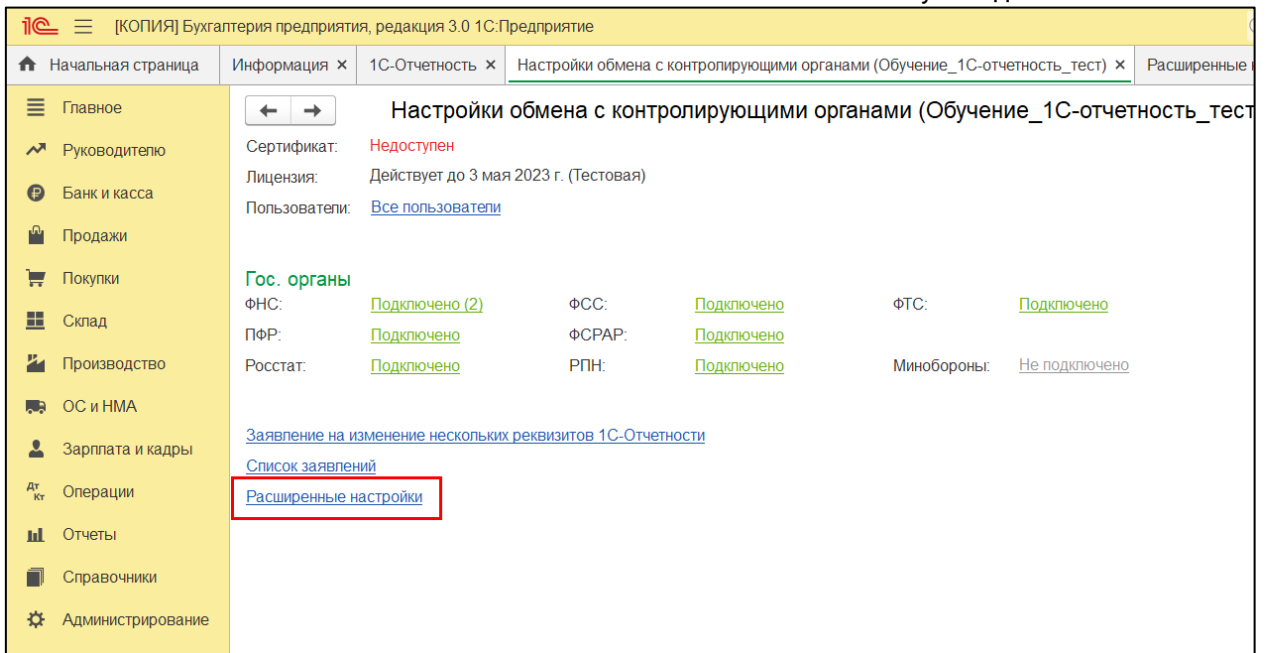 [КОПИЯ] Бухгалтерия предприятия, редакция 3.0 1С:Предприятие
Начальная страница Информация × 1С-Отчетность × Настройки обмена с контролирующими органами (Обучение_1С-отчетность_тест) × Расширенные
Главное
Руководителю
Банк и касса
Продажи
Покупки
Склад
Производство
ОС и НМА
Зарплата и кадры
Операции
Отчеты
Справочники
Администрирование
Настройки обмена с контролирующими органами (Обучение_1С-отчетность_тест
Сертификат: Недоступен
Лицензия: Действует до 3 мая 2023 г. (Тестовая)
Пользователи: Все пользователи
Гос. органы
ФНС: Подключено (2) ФСС: Подключено ФТС: Подключено
ПФР: Подключено ФСРАР: Подключено
Росстат: Подключено РПН: Подключено Минобороны: Не подключено
Заявление на изменение нескольких реквизитов 1С-Отчетности
Список заявлений
Расширенные настройки